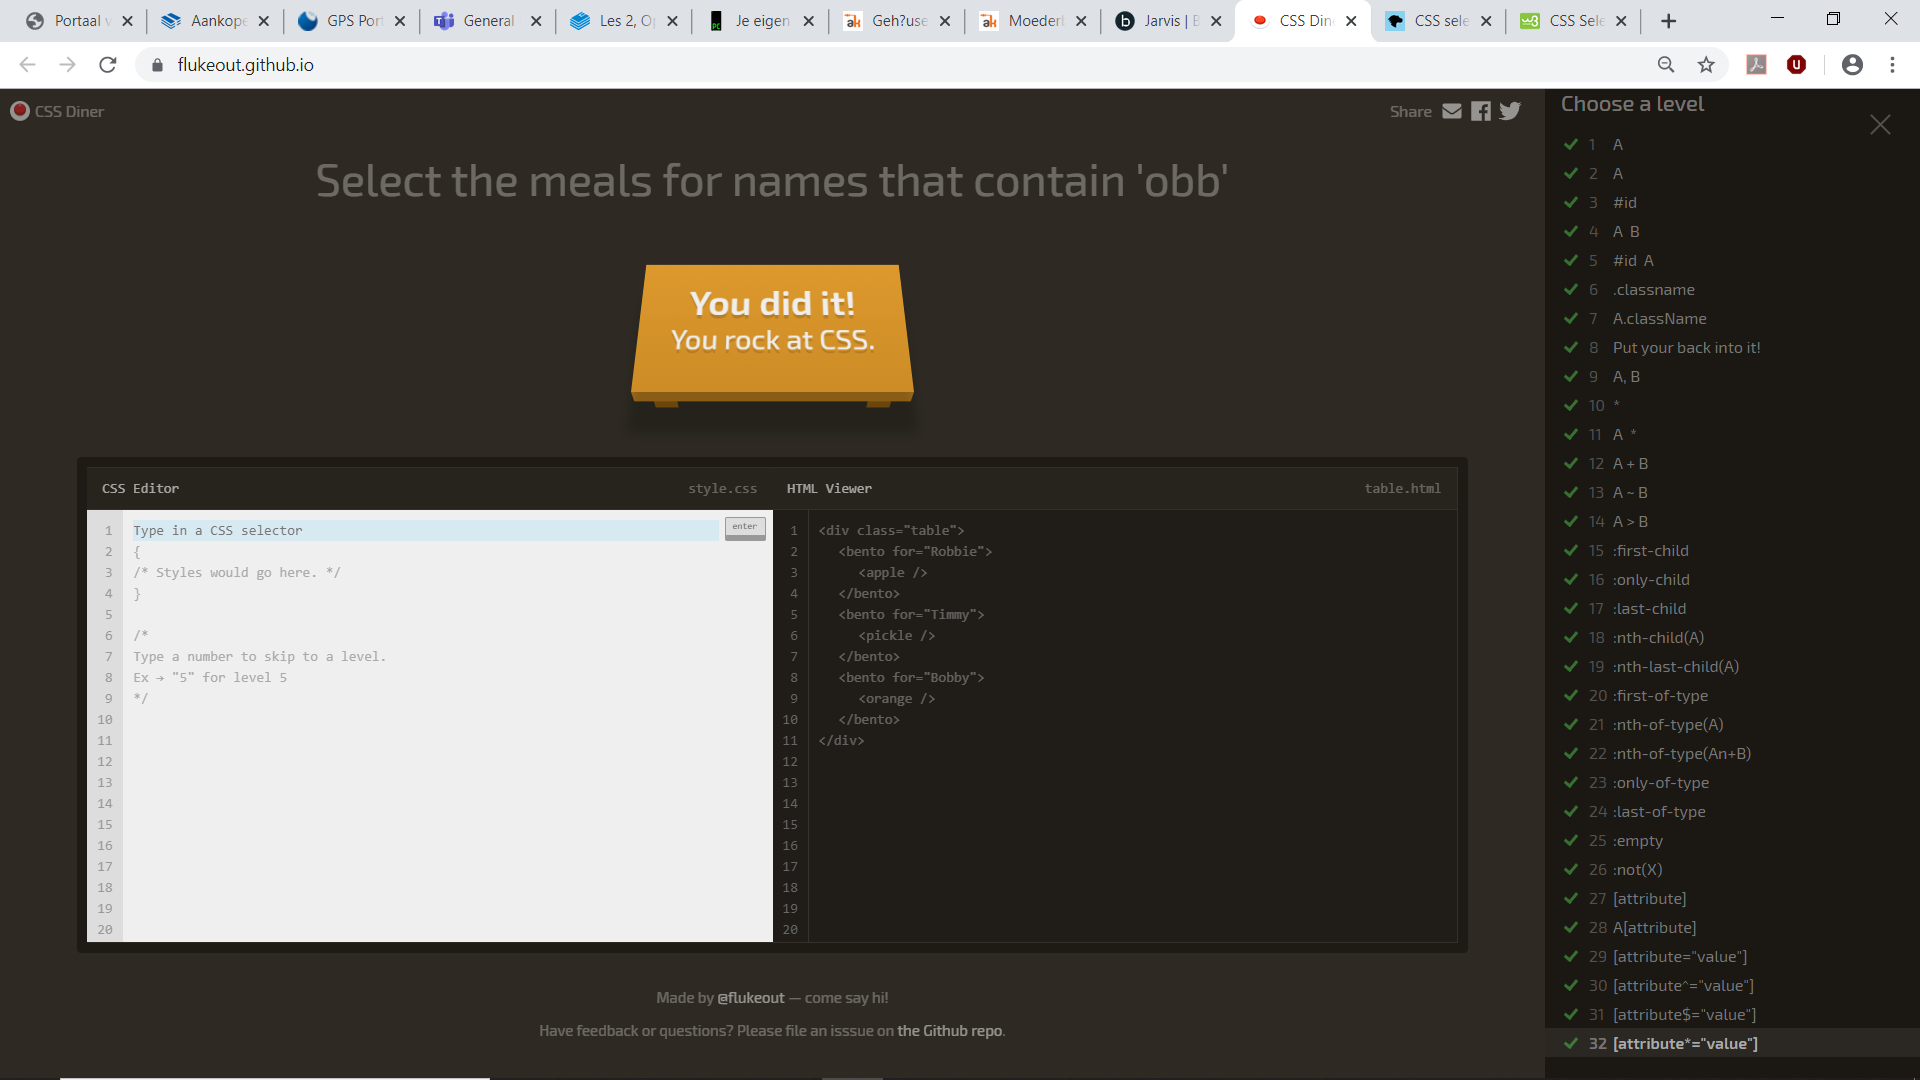 Portaal v
Aankope
GPS Port
General
Les 2, Op
Je eigen
Geh?use
Moederb
Jarvis | B
CSS Din
CSS sele
CSS Sele
flukeout.github.io
CSS Diner
Share
Select the meals for names that contain 'obb'
You did it!
You rock at CSS.
CSS Editor
style.css
1 Type in a CSS selector
enter
2 {
3 /* Styles would go here. */
4 }
5
6 /*
7 Type a number to skip to a level.
8 Ex → "5" for level 5
9 */
10
11
12
13
14
15
16
17
18
19
20
HTML Viewer
table.html
1 <div class="table">
2 <bento for="Robbie">
3 <apple />
4 </bento>
5 <bento for="Timmy">
6 <pickle />
7 </bento>
8 <bento for="Bobby">
9 <orange />
10 </bento>
11 </div>
12
13
14
15
16
17
18
19
20
Made by @flukeout — come say hi!
Have feedback or questions? Please file an isssue on the Github repo.
Choose a level
1 A
2 A
3 #id
4 A B
5 #id A
6 .classname
7 A.className
8 Put your back into it!
9 A, B
10 *
11 A *
12 A + B
13 A ~ B
14 A > B
15 :first-child
16 :only-child
17 :last-child
18 :nth-child(A)
19 :nth-last-child(A)
20 :first-of-type
21 :nth-of-type(A)
22 :nth-of-type(An+B)
23 :only-of-type
24 :last-of-type
25 :empty
26 :not(X)
27 [attribute]
28 A[attribute]
29 [attribute="value"]
30 [attribute^="value"]
31 [attribute$="value"]
32 [attribute*="value"]